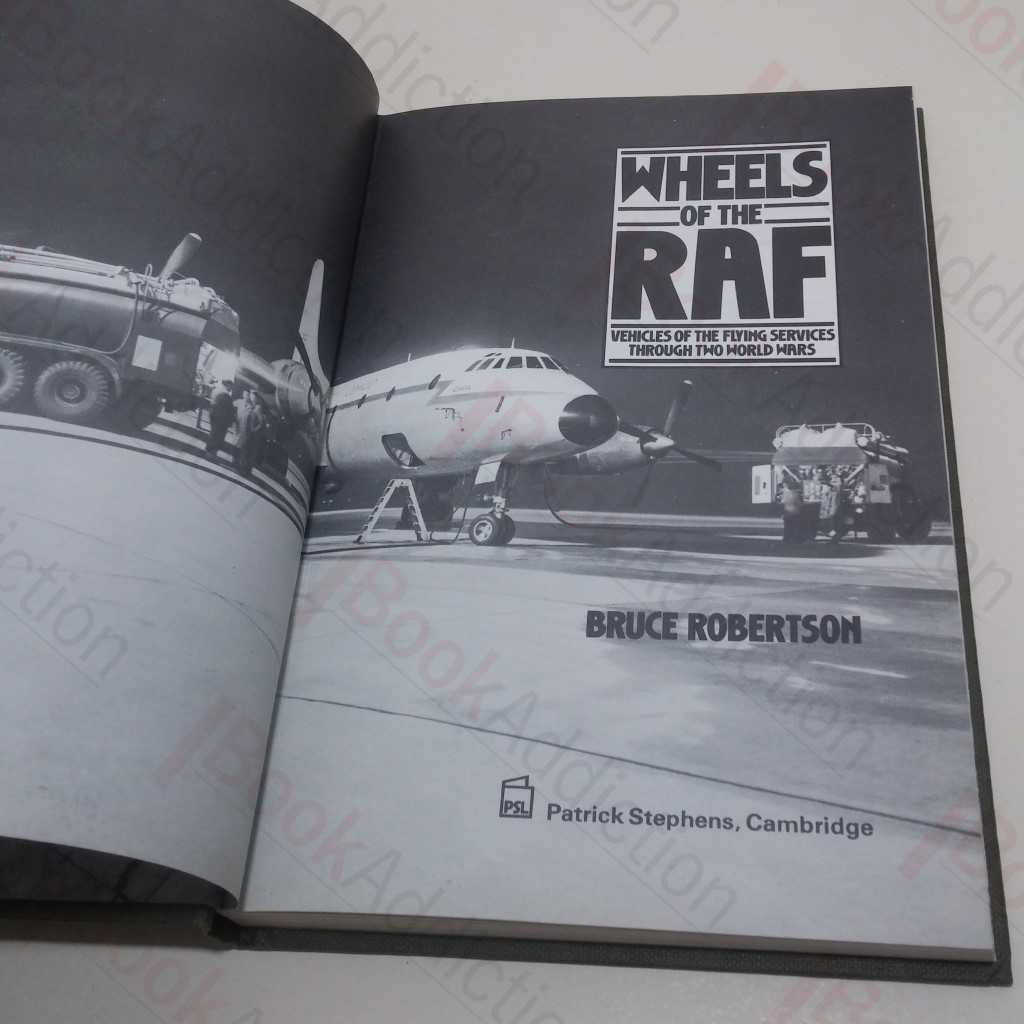 WHEELS
OF THE
RAF
VEHICLES OF THE FLYING SERVICES
THROUGH TWO WORLD WARS
BRUCE ROBERTSON
PSL
Patrick Stephens, Cambridge
BookAddiction